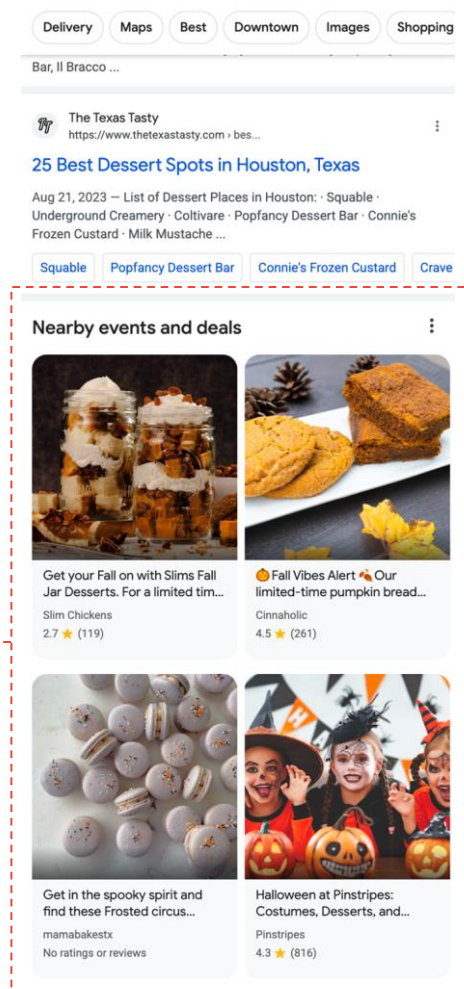 Delivery
Maps
Best
Downtown
Images
Shopping
Bar, Il Bracco ...
TT
The Texas Tasty
https://www.thetexastasty.com › bes...
25 Best Dessert Spots in Houston, Texas
Aug 21, 2023 — List of Dessert Places in Houston: · Squable ·
Underground Creamery · Coltivare · Popfancy Dessert Bar · Connie's
Frozen Custard · Milk Mustache ...
Squable
Popfancy Dessert Bar
Connie's Frozen Custard
Crave
Nearby events and deals
Get your Fall on with Slims Fall
Jar Desserts. For a limited tim...
Slim Chickens
2.7 ★ (119)
🎃Fall Vibes Alert 🍂 Our
limited-time pumpkin bread...
Cinnaholic
4.5 ★ (261)
Get in the spooky spirit and
find these Frosted circus...
mamabakestx
No ratings or reviews
Halloween at Pinstripes:
Costumes, Desserts, and...
Pinstripes
4.3 ★ (816)